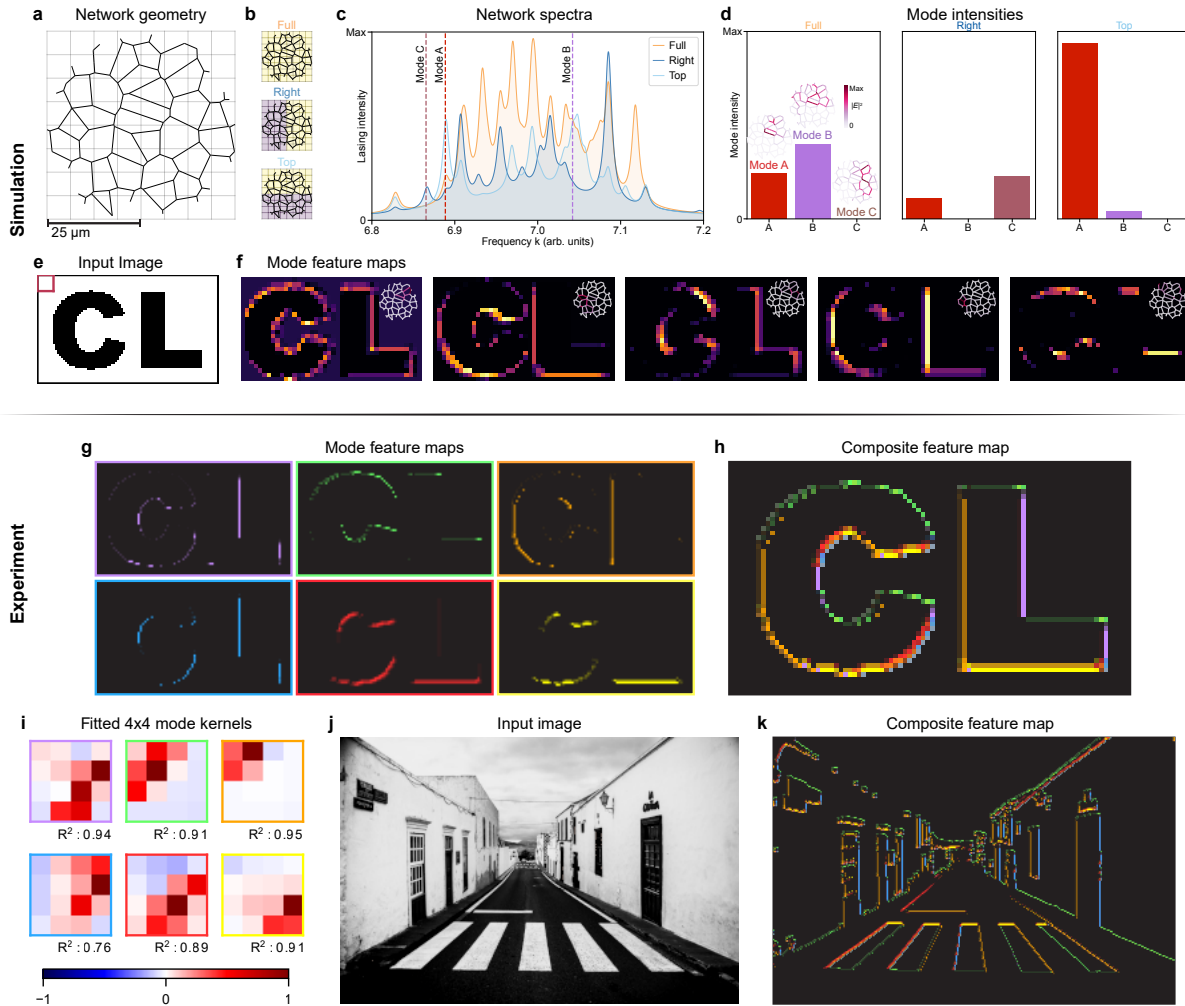 a Network geometry
b
c Network spectra
d Mode intensities
Simulation
25 µm
Full
Right
Top
Max
Lasing intensity
0
Mode C
Mode A
Mode B
Full
Right
Top
6.8 6.9 7.0 7.1 7.2
Frequency k (arb. units)
Full
Right
Top
Max
Mode intensity
0
Mode A
Mode B
Mode C
Max
|E|²
0
A B C
A B C
A B C
e Input Image
C L
f Mode feature maps
Experiment
g Mode feature maps
h Composite feature map
i Fitted 4x4 mode kernels
R² : 0.94
R² : 0.91
R² : 0.95
R² : 0.76
R² : 0.89
R² : 0.91
−1 0 1
j Input image
k Composite feature map